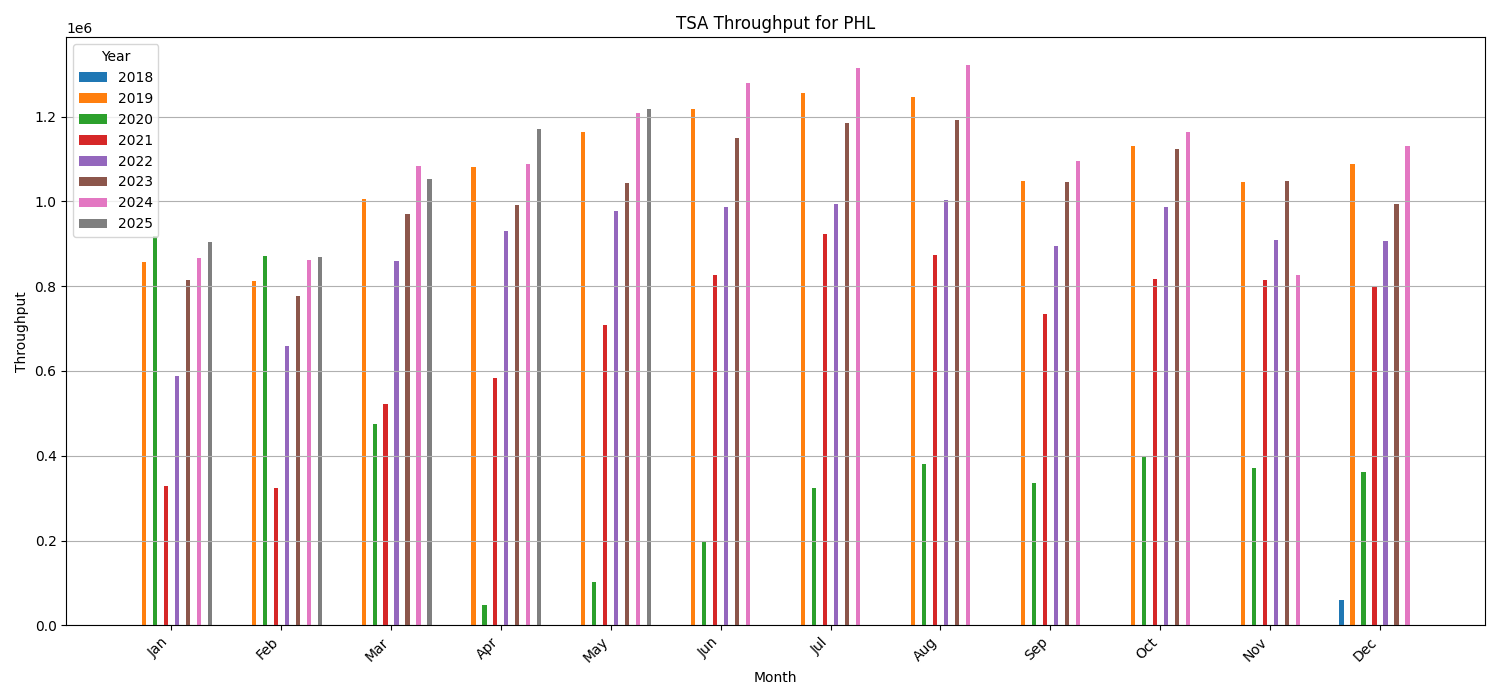 TSA Throughput for PHL
1e6
Year
2018
2019
2020
2021
2022
2023
2024
2025
1.2
1.0
0.8
0.6
0.4
0.2
0.0
Throughput
Jan
Feb
Mar
Apr
May
Jun
Jul
Aug
Sep
Oct
Nov
Dec
Month